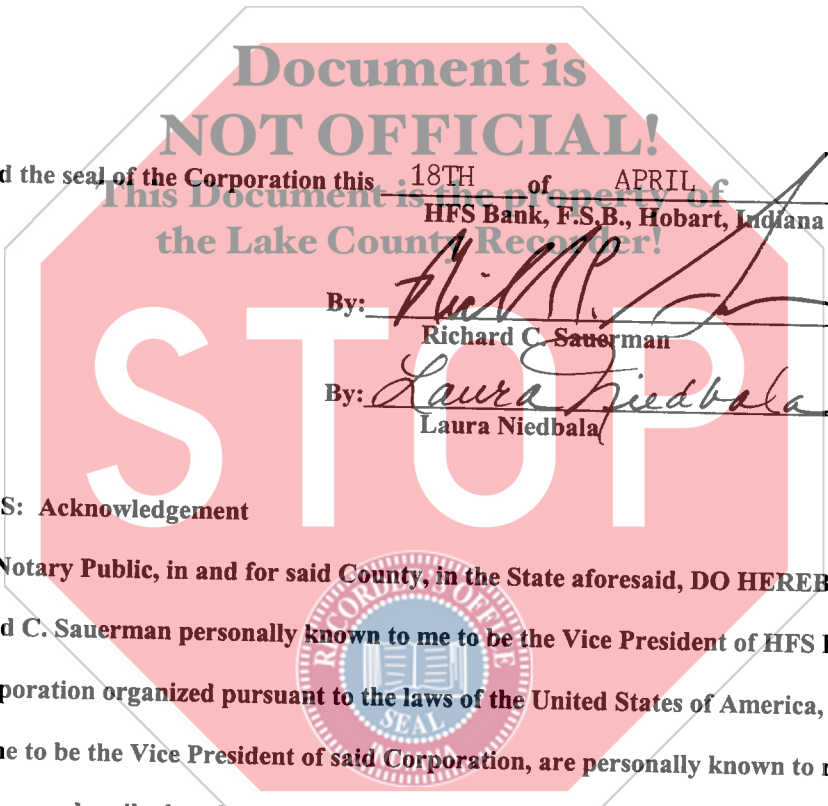 Document is
NOT OFFICIAL!
d the seal of the Corporation this 18TH of APRIL
This Document is the property of
HFS Bank, F.S.B., Hobart, Indiana
the Lake County Recorder!
By:
Richard C. Sauerman
By: Laura Niedbala
Laura Niedbala
STOP
S: Acknowledgement
Notary Public, in and for said County, in the State aforesaid, DO HEREB
d C. Sauerman personally known to me to be the Vice President of HFS
RECORDER'S OFFICE
poration organized pursuant to the laws of the United States of America,
SEAL
INDIANA
e to be the Vice President of said Corporation, are personally known to